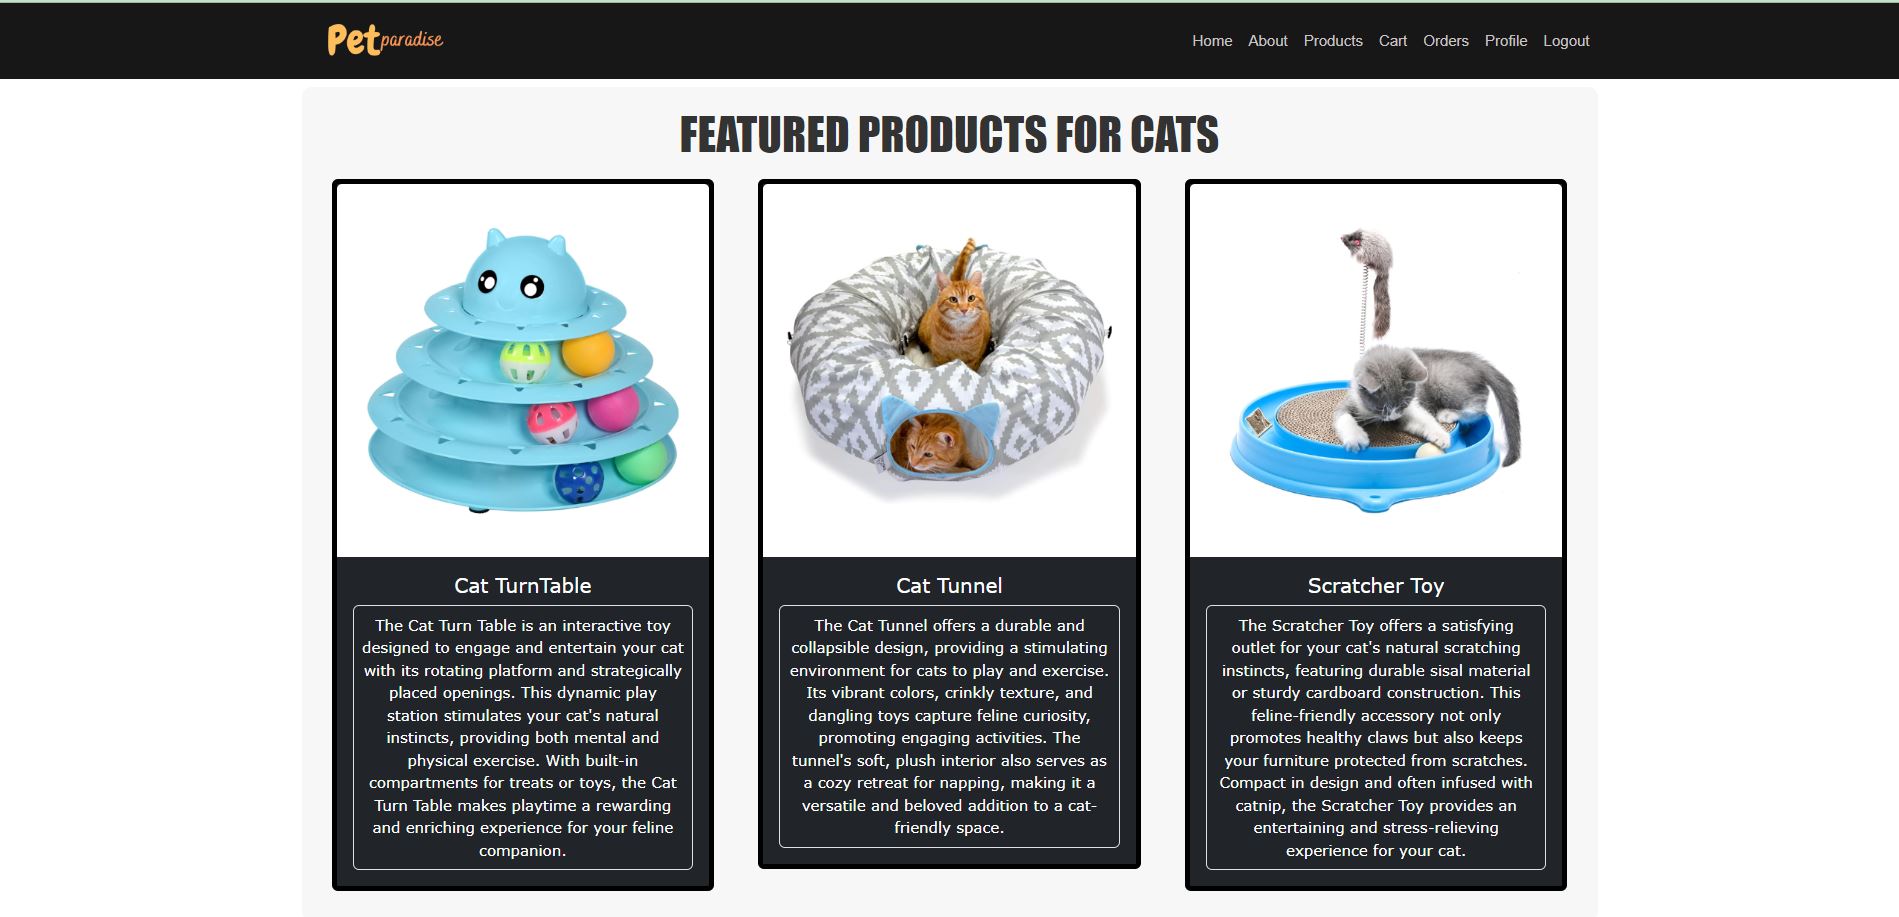 Pet paradise
Home About Products Cart Orders Profile Logout
FEATURED PRODUCTS FOR CATS
Cat TurnTable
The Cat Turn Table is an interactive toy
designed to engage and entertain your cat
with its rotating platform and strategically
placed openings. This dynamic play
station stimulates your cat's natural
instincts, providing both mental and
physical exercise. With built-in
compartments for treats or toys, the Cat
Turn Table makes playtime a rewarding
and enriching experience for your feline
companion.
Cat Tunnel
The Cat Tunnel offers a durable and
collapsible design, providing a stimulating
environment for cats to play and exercise.
Its vibrant colors, crinkly texture, and
dangling toys capture feline curiosity,
promoting engaging activities. The
tunnel's soft, plush interior also serves as
a cozy retreat for napping, making it a
versatile and beloved addition to a cat-
friendly space.
Scratcher Toy
The Scratcher Toy offers a satisfying
outlet for your cat's natural scratching
instincts, featuring durable sisal material
or sturdy cardboard construction. This
feline-friendly accessory not only
promotes healthy claws but also keeps
your furniture protected from scratches.
Compact in design and often infused with
catnip, the Scratcher Toy provides an
entertaining and stress-relieving
experience for your cat.